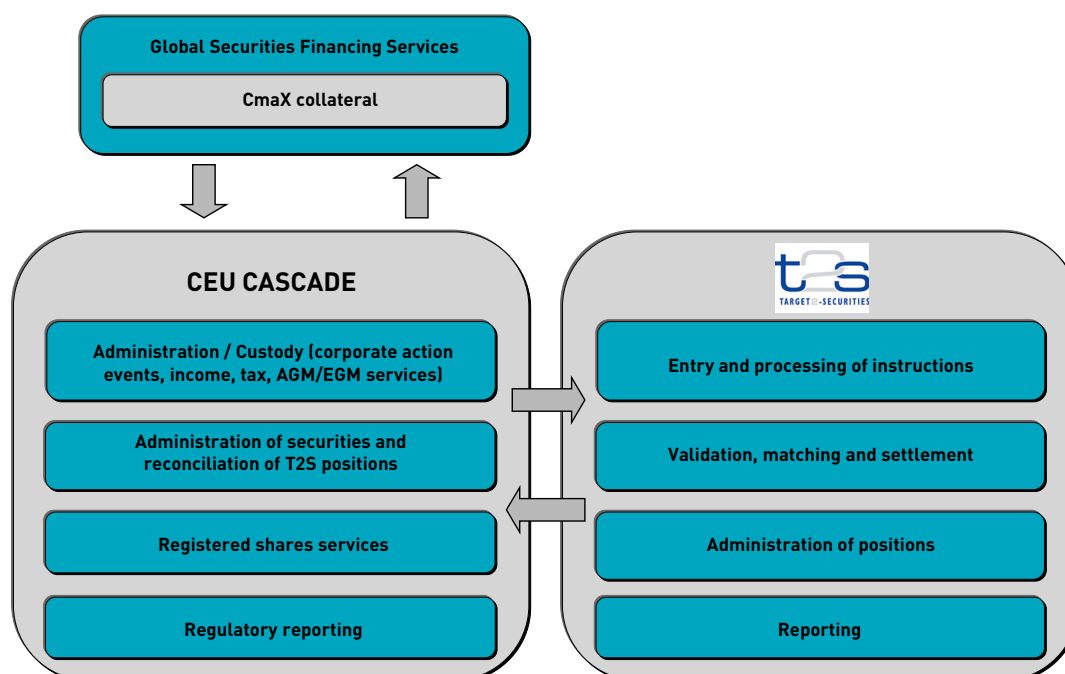 Global Securities Financing Services
CmaX collateral
CEU CASCADE
Administration / Custody (corporate action
events, income, tax, AGM/EGM services)
Administration of securities and
reconciliation of T2S positions
Registered shares services
Regulatory reporting
t2s
TARGET2-SECURITIES
Entry and processing of instructions
Validation, matching and settlement
Administration of positions
Reporting